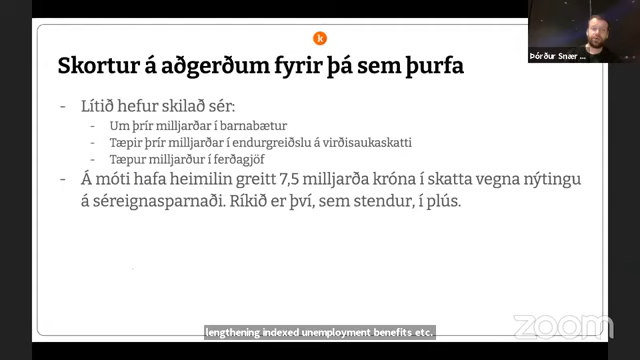 k
Skortur á aðgerðum fyrir þá sem þurfa
Þórður Snær ...
- Lítið hefur skilað sér:
- Um þrír milljarðar í barnabætur
- Tæpir þrír milljarðar í endurgreiðslu á virðisaukaskatti
- Tæpur milljarður í ferðagjöf
- Á móti hafa heimilin greitt 7,5 milljarða króna í skatta vegna nýtingu
á séreignasparnaði. Ríkið er því, sem stendur, í plús.
lengthening indexed unemployment benefits etc.
zoom